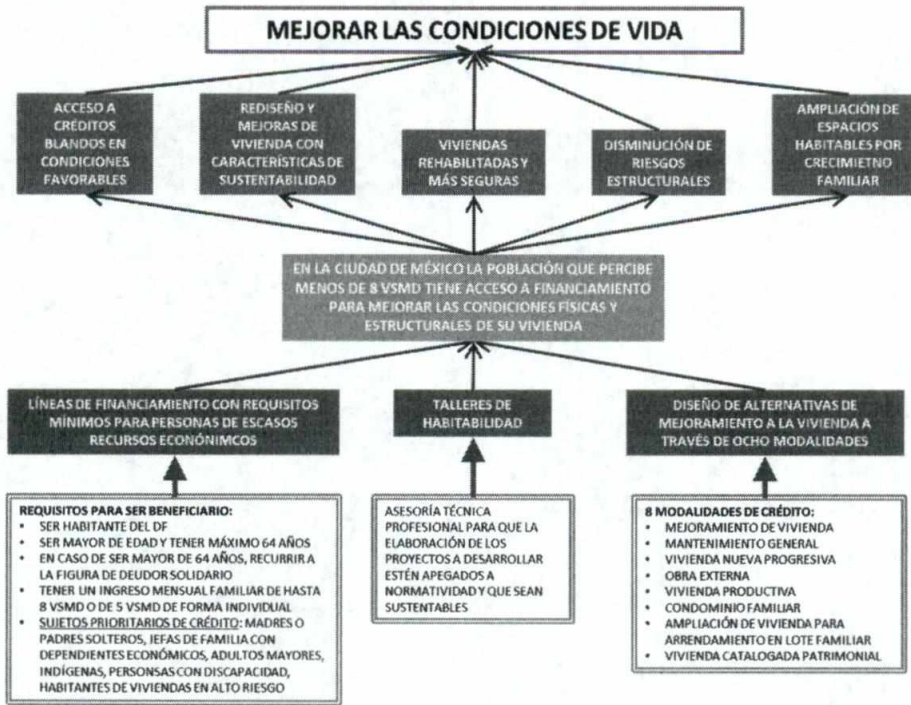 MEJORAR LAS CONDICIONES DE VIDA
ACCESO A
CRÉDITOS
BLANDOS EN
CONDICIONES
FAVORABLES
REDISEÑO Y
MEJORAS DE
VIVIENDA CON
CARACTERÍSTICAS DE
SUSTENTABILIDAD
VIVIENDAS
REHABILITADAS Y
MÁS SEGURAS
DISMINUCIÓN DE
RIESGOS
ESTRUCTURALES
AMPLIACIÓN DE
ESPACIOS
HABITABLES POR
CRECIMIETNO
FAMILIAR
EN LA CIUDAD DE MÉXICO LA POBLACIÓN QUE PERCIBE
MENOS DE 8 VSMD TIENE ACCESO A FINANCIAMIENTO
PARA MEJORAR LAS CONDICIONES FÍSICAS Y
ESTRUCTURALES DE SU VIVIENDA
LÍNEAS DE FINANCIAMIENTO CON REQUISITOS
MÍNIMOS PARA PERSONAS DE ESCASOS
RECURSOS ECONÓNIMCOS
TALLERES DE
HABITABILIDAD
DISEÑO DE ALTERNATIVAS DE
MEJORAMIENTO A LA VIVIENDA A
TRAVÉS DE OCHO MODALIDADES
REQUISITOS PARA SER BENEFICIARIO:
• SER HABITANTE DEL DF
• SER MAYOR DE EDAD Y TENER MÁXIMO 64 AÑOS
• EN CASO DE SER MAYOR DE 64 AÑOS, RECURRIR A
LA FIGURA DE DEUDOR SOLIDARIO
• TENER UN INGRESO MENSUAL FAMILIAR DE HASTA
8 VSMD O DE 5 VSMD DE FORMA INDIVIDUAL
• SUJETOS PRIORITARIOS DE CRÉDITO: MADRES O
PADRES SOLTEROS, JEFAS DE FAMILIA CON
DEPENDIENTES ECONÓMICOS, ADULTOS MAYORES,
INDÍGENAS, PERSONSAS CON DISCAPACIDAD,
HABITANTES DE VIVIENDAS EN ALTO RIESGO
ASESORÍA TÉCNICA
PROFESIONAL PARA QUE LA
ELABORACIÓN DE LOS
PROYECTOS A DESARROLLAR
ESTÉN APEGADOS A
NORMATIVIDAD Y QUE SEAN
SUSTENTABLES
8 MODALIDADES DE CRÉDITO:
• MEJORAMIENTO DE VIVIENDA
• MANTENIMIENTO GENERAL
• VIVIENDA NUEVA PROGRESIVA
• OBRA EXTERNA
• VIVIENDA PRODUCTIVA
• CONDOMINIO FAMILIAR
• AMPLIACIÓN DE VIVIENDA PARA
ARRENDAMIENTO EN LOTE FAMILIAR
• VIVIENDA CATALOGADA PATRIMONIAL